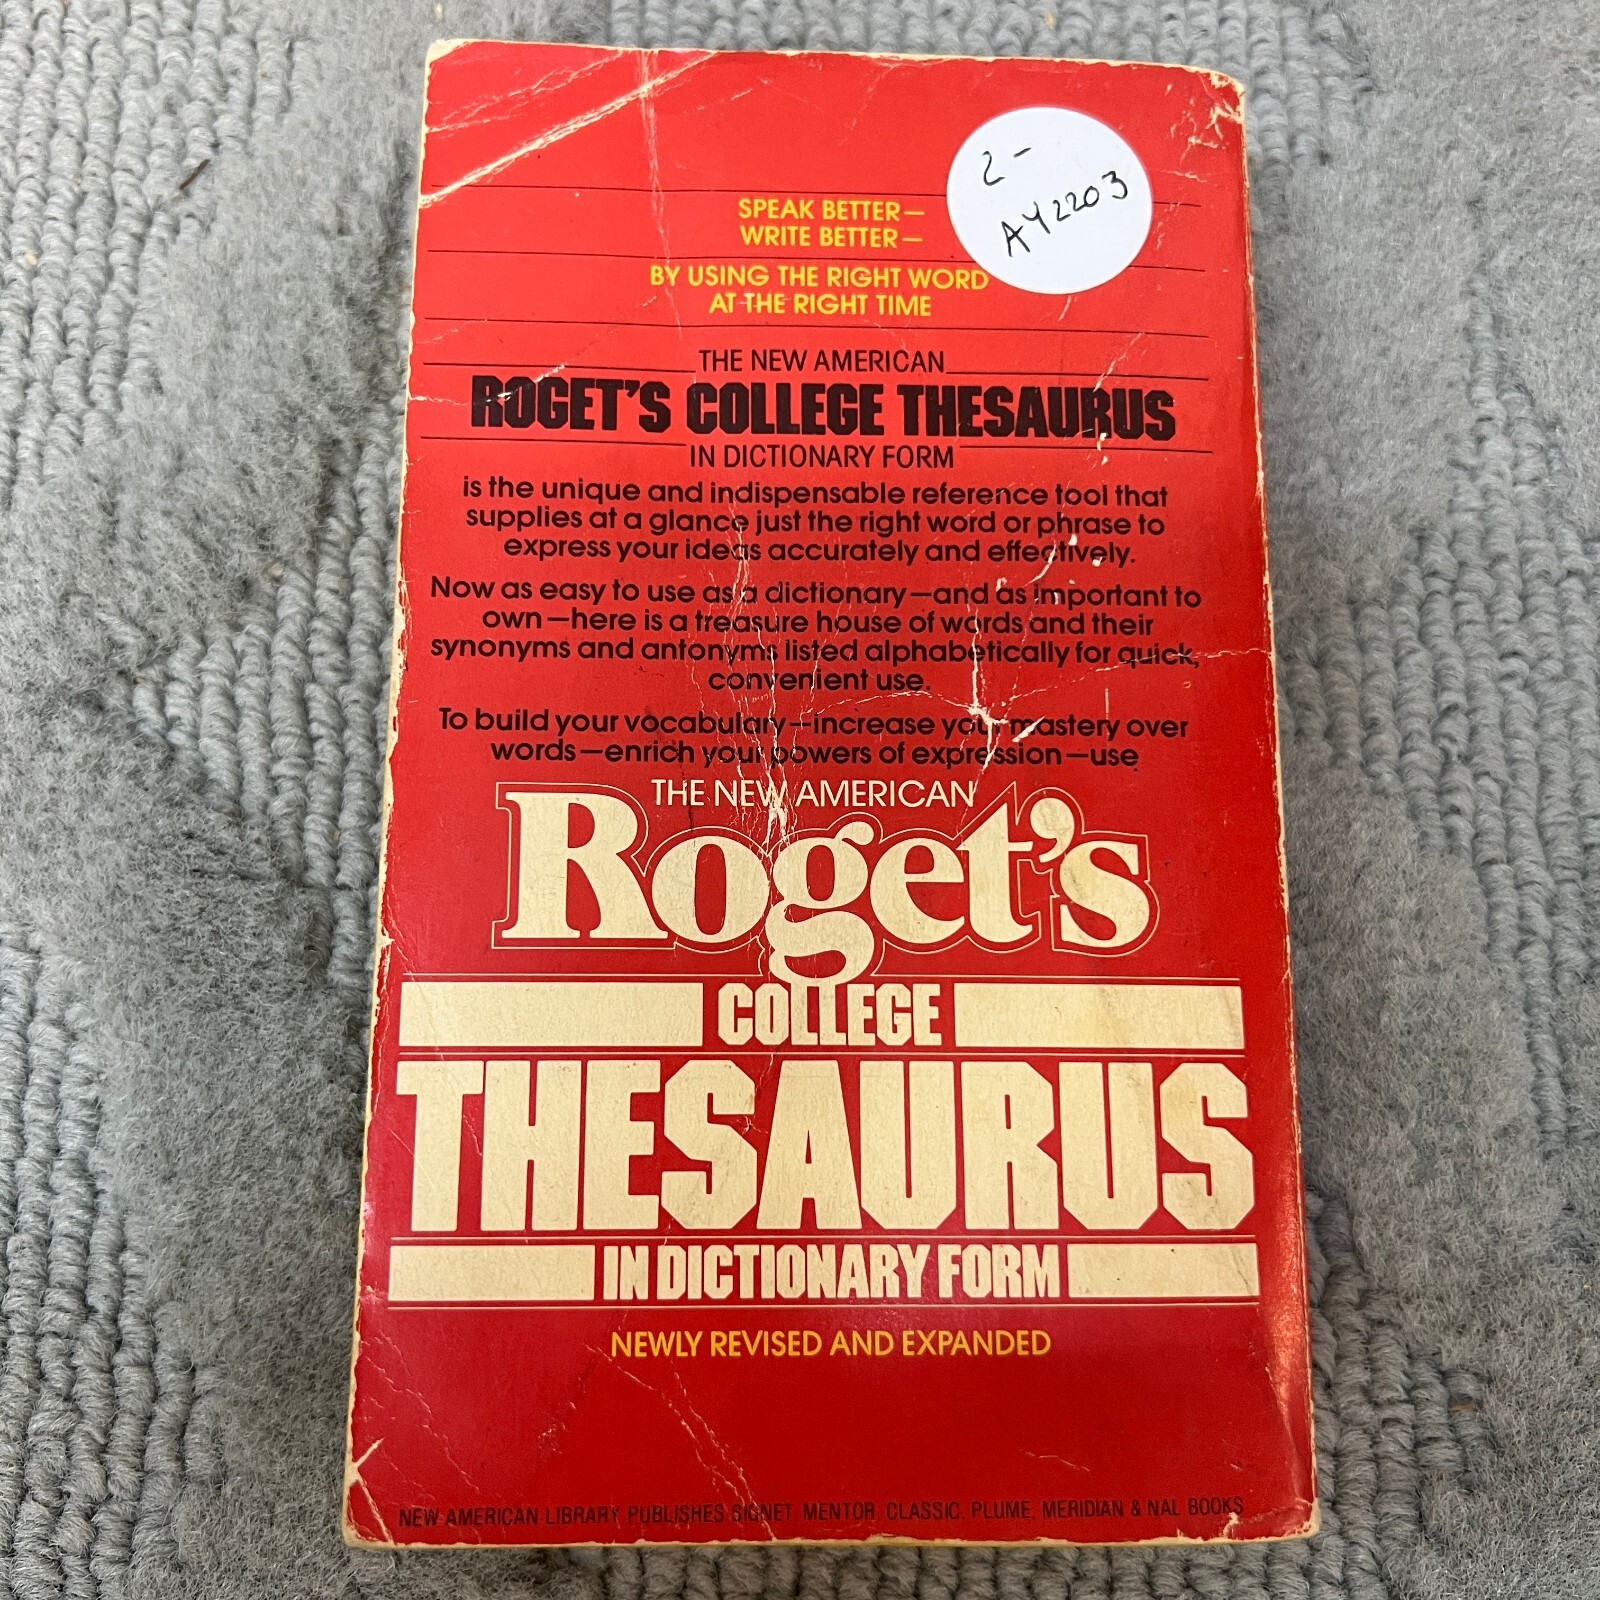 2-
AY2203
SPEAK BETTER—
WRITE BETTER—
BY USING THE RIGHT WORD
AT THE RIGHT TIME
THE NEW AMERICAN
ROGET'S COLLEGE THESAURUS
IN DICTIONARY FORM
is the unique and indispensable reference tool that
supplies at a glance just the right word or phrase to
express your ideas accurately and effectively.
Now as easy to use as a dictionary—and as important to
own—here is a treasure house of words and their
synonyms and antonyms listed alphabetically for quick,
convenient use.
To build your vocabulary—increase your mastery over
words—enrich your powers of expression—use
THE NEW AMERICAN
Roget's
COLLEGE
THESAURUS
IN DICTIONARY FORM
NEWLY REVISED AND EXPANDED
NEW AMERICAN LIBRARY PUBLISHES SIGNET, MENTOR, CLASSIC, PLUME, MERIDIAN & NAL BOOKS